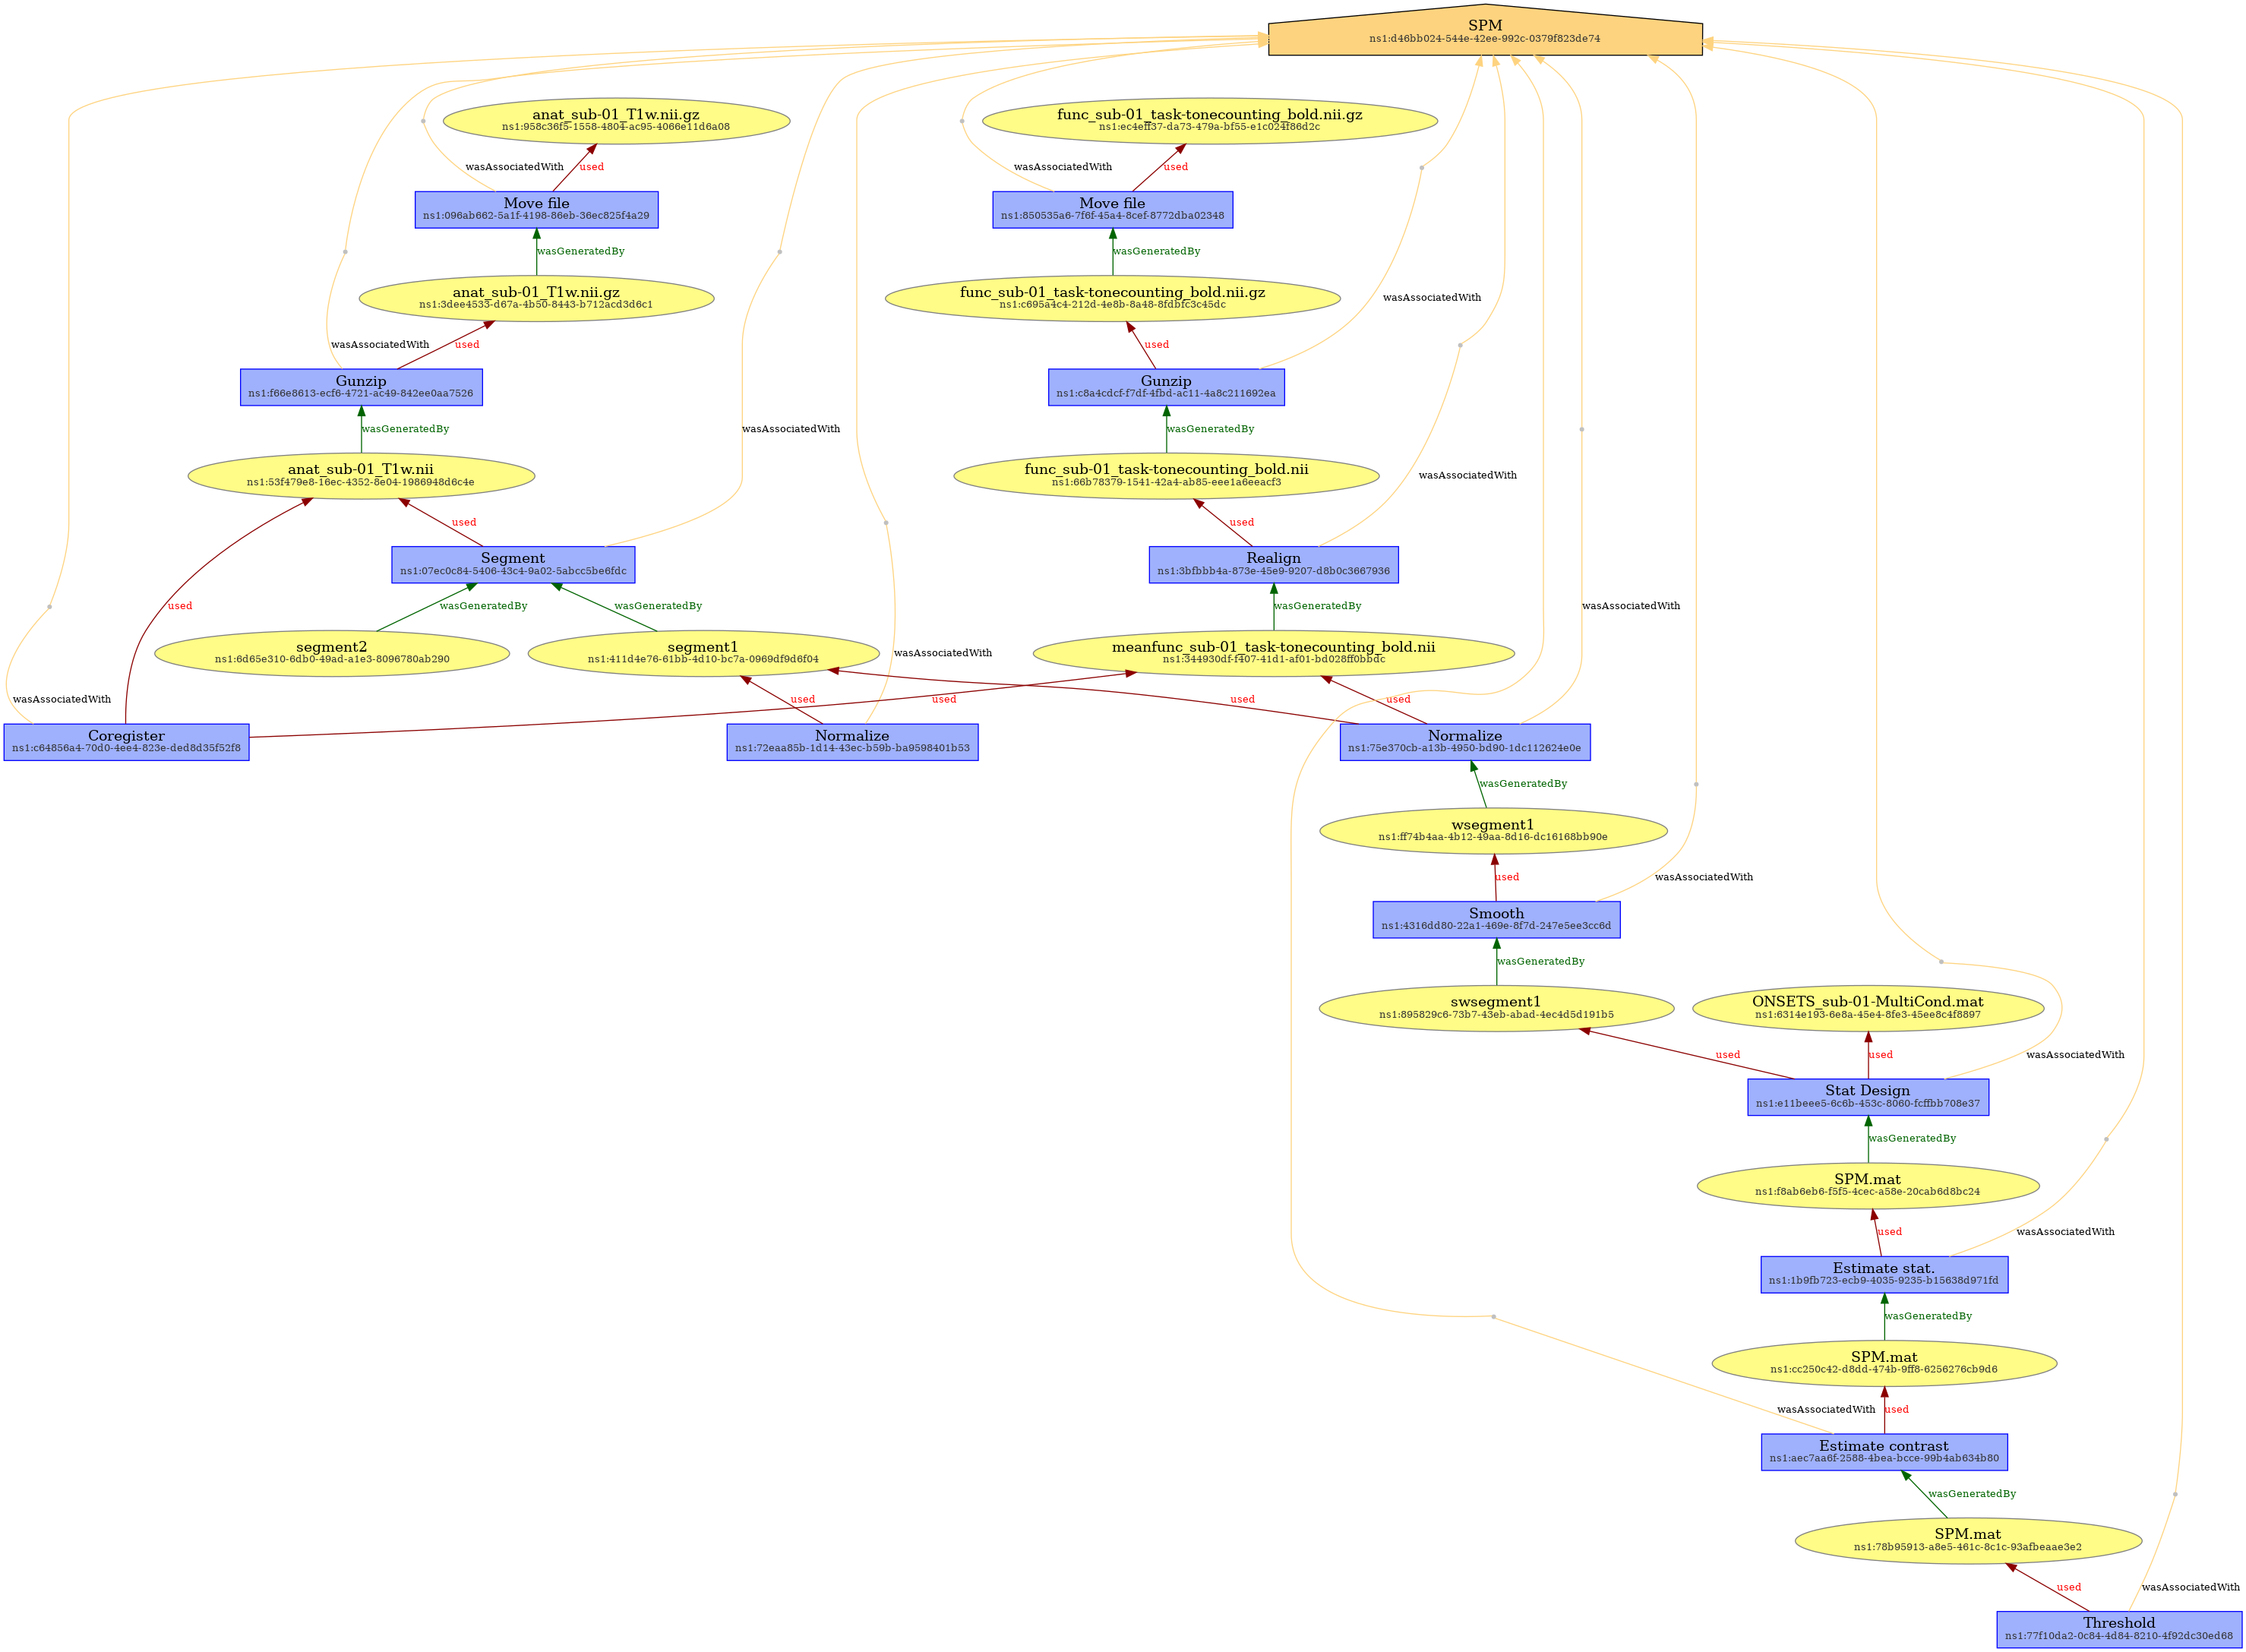 SPM
ns1:d46bb024-544e-42ee-992c-0379f823de74
anat_sub-01_T1w.nii.gz
ns1:958c36f5-1558-4804-ac95-4066e11d6a08
func_sub-01_task-tonecounting_bold.nii.gz
ns1:ec4eff37-da73-479a-bf55-e1c024f86d2c
wasAssociatedWith
used
wasAssociatedWith
used
Move file
ns1:096ab662-5a1f-4198-86eb-36ec825f4a29
Move file
ns1:850535a6-7f6f-45a4-8cef-8772dba02348
wasGeneratedBy
wasGeneratedBy
anat_sub-01_T1w.nii.gz
ns1:3dee4533-d67a-4b50-8443-b712acd3d6c1
func_sub-01_task-tonecounting_bold.nii.gz
ns1:c695a4c4-212d-4e8b-8a48-8fdbfc3c45dc
wasAssociatedWith
wasAssociatedWith
used
used
Gunzip
ns1:f66e8613-ecf6-4721-ac49-842ee0aa7526
Gunzip
ns1:c8a4cdcf-f7df-4fbd-ac11-4a8c211692ea
wasGeneratedBy
wasAssociatedWith
wasGeneratedBy
anat_sub-01_T1w.nii
ns1:53f479e8-16ec-4352-8e04-1986948d6c4e
func_sub-01_task-tonecounting_bold.nii
ns1:66b78379-1541-42a4-ab85-eee1a6eeacf3
wasAssociatedWith
used
used
Segment
ns1:07ec0c84-5406-43c4-9a02-5abcc5be6fdc
Realign
ns1:3bfbbb4a-873e-45e9-9207-d8b0c3667936
used
wasGeneratedBy
wasGeneratedBy
wasGeneratedBy
wasAssociatedWith
segment2
ns1:6d65e310-6db0-49ad-a1e3-8096780ab290
segment1
ns1:411d4e76-61bb-4d10-bc7a-0969df9d6f04
wasAssociatedWith
meanfunc_sub-01_task-tonecounting_bold.nii
ns1:344930df-f407-41d1-af01-bd028ff0bbdc
wasAssociatedWith
used
used
used
used
Coregister
ns1:c64856a4-70d0-4ee4-823e-ded8d35f52f8
Normalize
ns1:72eaa85b-1d14-43ec-b59b-ba9598401b53
Normalize
ns1:75e370cb-a13b-4950-bd90-1dc112624e0e
wasGeneratedBy
wsegment1
ns1:ff74b4aa-4b12-49aa-8d16-dc16168bb90e
used
wasAssociatedWith
Smooth
ns1:4316dd80-22a1-469e-8f7d-247e5ee3cc6d
wasGeneratedBy
swsegment1
ns1:895829c6-73b7-43eb-abad-4ec4d5d191b5
ONSETS_sub-01-MultiCond.mat
ns1:6314e193-6e8a-45e4-8fe3-45ee8c4f8897
used
used
wasAssociatedWith
Stat Design
ns1:e11beee5-6c6b-453c-8060-fcffbb708e37
wasGeneratedBy
SPM.mat
ns1:f8ab6eb6-f5f5-4cec-a58e-20cab6d8bc24
used
wasAssociatedWith
Estimate stat.
ns1:1b9fb723-ecb9-4035-9235-b15638d971fd
wasGeneratedBy
SPM.mat
ns1:cc250c42-d8dd-474b-9ff8-6256276cb9d6
wasAssociatedWith
used
Estimate contrast
ns1:aec7aa6f-2588-4bea-bcce-99b4ab634b80
wasGeneratedBy
SPM.mat
ns1:78b95913-a8e5-461c-8c1c-93afbeaae3e2
used
wasAssociatedWith
Threshold
ns1:77f10da2-0c84-4d84-8210-4f92dc30ed68